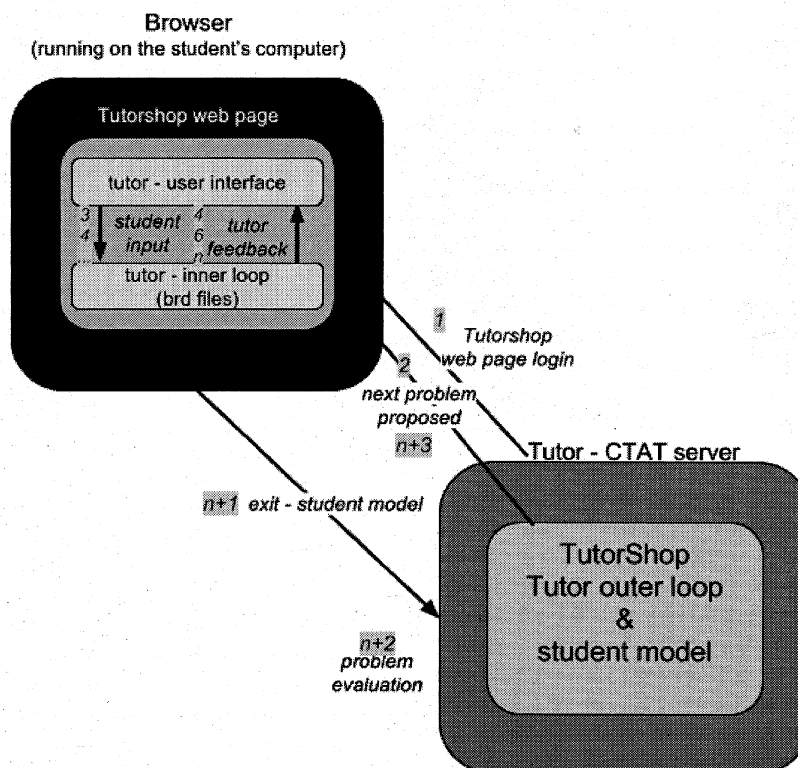 Browser
(running on the student's computer)
Tutorshop web page
tutor - user interface
3
4
...
student
input
4
6
n
tutor
feedback
tutor - inner loop
(brd files)
1
Tutorshop
web page login
2
next problem
proposed
n+3
Tutor - CTAT server
n+1 exit - student model
TutorShop
Tutor outer loop
&
student model
n+2
problem
evaluation